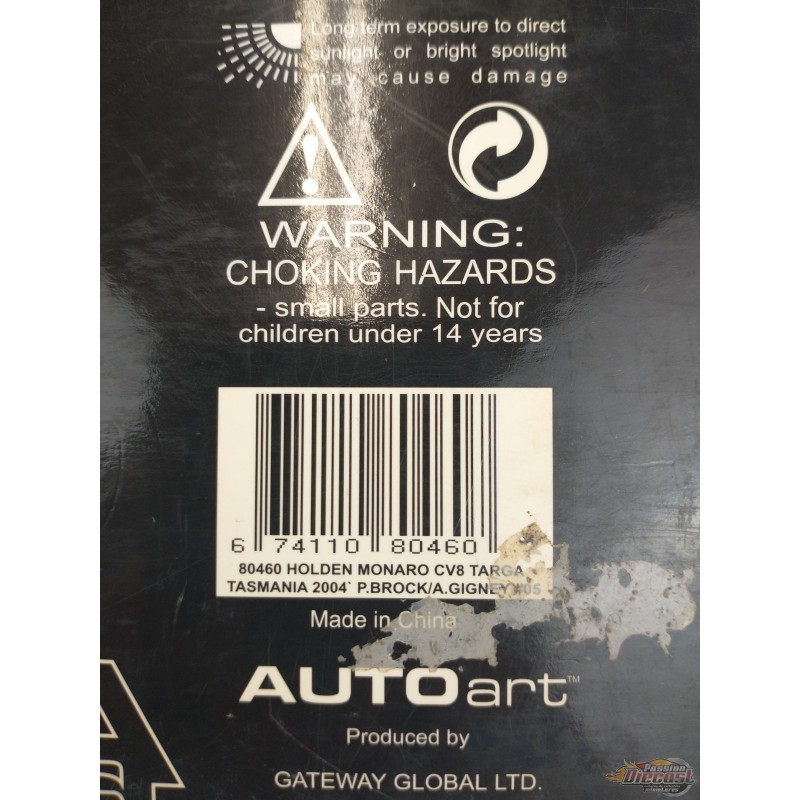 Long term exposure to direct
sunlight or bright spotlight
may cause damage
WARNING:
CHOKING HAZARDS
- small parts. Not for
children under 14 years
6 74110 80460
80460 HOLDEN MONARO CV8 TARGA
TASMANIA 2004` P.BROCK/A.GIGNEY #05
Made in China
AUTOart™
Produced by
GATEWAY GLOBAL LTD.
Passion
Diecast